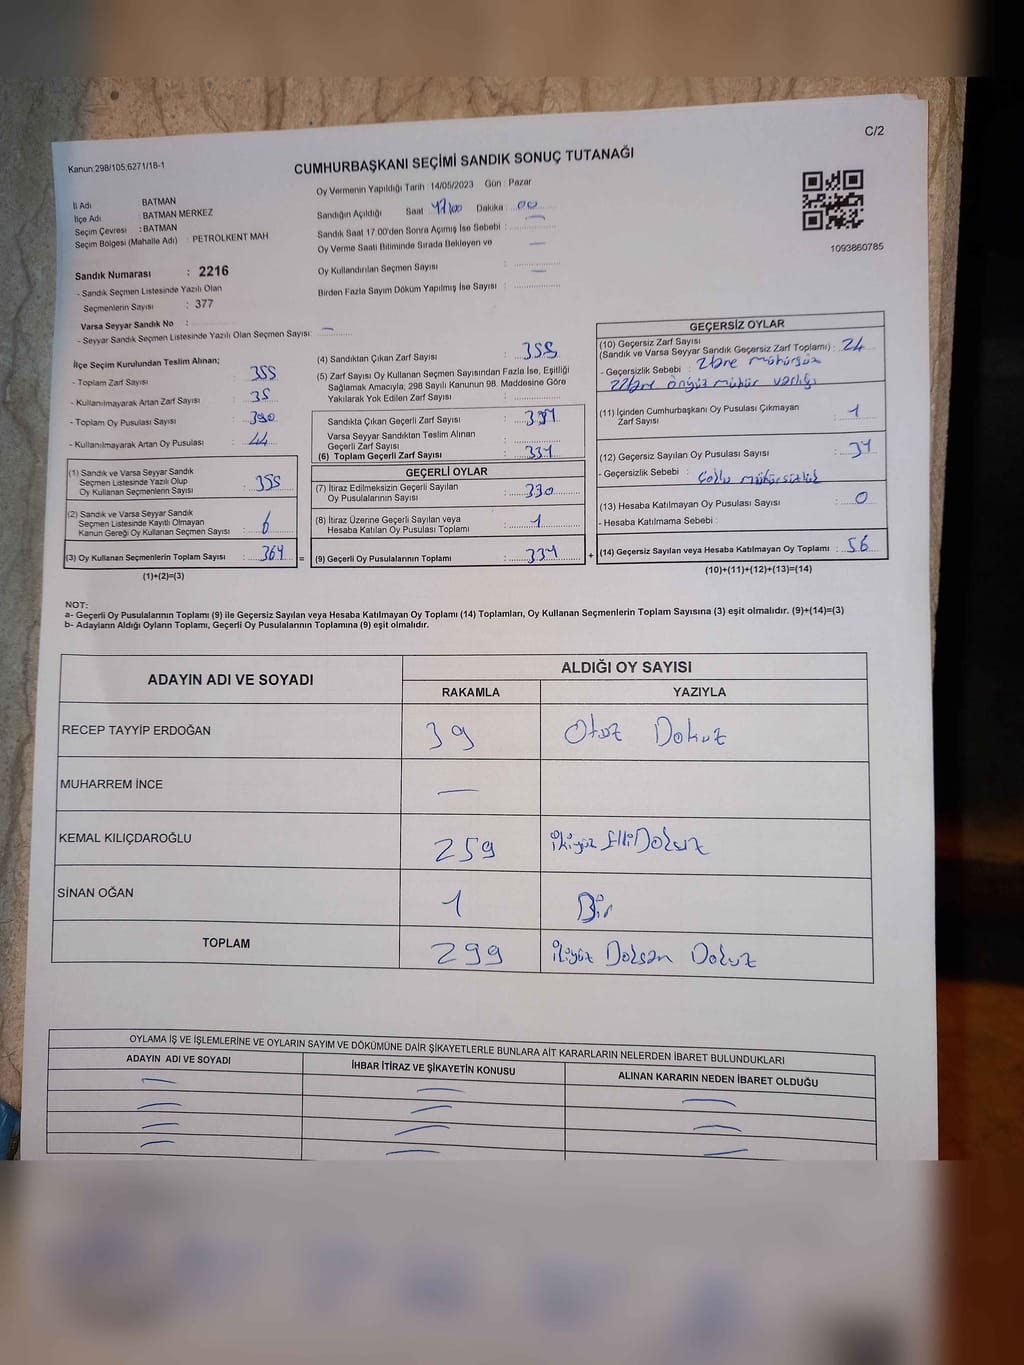 C/2
Kanun:298/105,6271/18-1
CUMHURBAŞKANI SEÇİMİ SANDIK SONUÇ TUTANAĞI
İl Adı BATMAN
İlçe Adı : BATMAN MERKEZ
Seçim Çevresi : BATMAN
Seçim Bölgesi (Mahalle Adı) : PETROLKENT MAH
Sandık Numarası : 2216
- Sandık Seçmen Listesinde Yazılı Olan
Seçmenlerin Sayısı : 377
Varsa Seyyar Sandık No :
- Seyyar Sandık Seçmen Listesinde Yazılı Olan Seçmen Sayısı: —
Oy Vermenin Yapıldığı Tarih : 14/05/2023 Gün : Pazar
Sandığın Açıldığı Saat : 17:00 Dakika : 00
Sandık Saat 17.00'den Sonra Açımış İse Sebebi : —
Oy Verme Saati Bitiminde Sırada Bekleyen ve —
Oy Kullandırılan Seçmen Sayısı : —
Birden Fazla Sayım Döküm Yapılmış İse Sayısı :
1093860785
İlçe Seçim Kurulundan Teslim Alınan;
- Toplam Zarf Sayısı : 355
- Kullanılmayarak Artan Zarf Sayısı : 35
- Toplam Oy Pusulası Sayısı : 390
- Kullanılmayarak Artan Oy Pusulası : 44
(1) Sandık ve Varsa Seyyar Sandık
Seçmen Listesinde Yazılı Olup
Oy Kullanan Seçmenlerin Sayısı : 355
(2) Sandık ve Varsa Seyyar Sandık
Seçmen Listesinde Kayıtlı Olmayan
Kanun Gereği Oy Kullanan Seçmen Sayısı : 6
(3) Oy Kullanan Seçmenlerin Toplam Sayısı : 361 =
(1)+(2)=(3)
(4) Sandıktan Çıkan Zarf Sayısı : 355
(5) Zarf Sayısı Oy Kullanan Seçmen Sayısından Fazla İse, Eşitliği
Sağlamak Amacıyla; 298 Sayılı Kanunun 98. Maddesine Göre
Yakılarak Yok Edilen Zarf Sayısı :
Sandıkta Çıkan Geçerli Zarf Sayısı : 331
Varsa Seyyar Sandıktan Teslim Alınan
Geçerli Zarf Sayısı :
(6) Toplam Geçerli Zarf Sayısı : 331
GEÇERLİ OYLAR
(7) İtiraz Edilmeksizin Geçerli Sayılan
Oy Pusulalarının Sayısı : 330
(8) İtiraz Üzerine Geçerli Sayılan veya
Hesaba Katılan Oy Pusulası Toplamı : 1
(9) Geçerli Oy Pusulalarının Toplamı : 331 +
GEÇERSİZ OYLAR
(10) Geçersiz Zarf Sayısı
(Sandık ve Varsa Seyyar Sandık Geçersiz Zarf Toplamı) : 24
- Geçersizlik Sebebi : 2 tane mühürsüz
22 tane
(11) İçinden Cumhurbaşkanı Oy Pusulası Çıkmayan
Zarf Sayısı : 1
(12) Geçersiz Sayılan Oy Pusulası Sayısı : 31
- Geçersizlik Sebebi :
(13) Hesaba Katılmayan Oy Pusulası Sayısı : 0
- Hesaba Katılmama Sebebi :
(14) Geçersiz Sayılan veya Hesaba Katılmayan Oy Toplamı : 56
(10)+(11)+(12)+(13)=(14)
NOT:
a- Geçerli Oy Pusulalarının Toplamı (9) ile Geçersiz Sayılan veya Hesaba Katılmayan Oy Toplamı (14) Toplamları, Oy Kullanan Seçmenlerin Toplam Sayısına (3) eşit olmalıdır. (9)+(14)=(3)
b- Adayların Aldığı Oyların Toplamı, Geçerli Oy Pusulalarının Toplamına (9) eşit olmalıdır.
ADAYIN ADI VE SOYADI ALDIĞI OY SAYISI
RAKAMLA YAZIYLA
RECEP TAYYİP ERDOĞAN 39 Otuz Dokuz
MUHARREM İNCE —
KEMAL KILIÇDAROĞLU 259 ikiyüz Elli Dokuz
SİNAN OĞAN 1 Bir
TOPLAM 299 ikiyüz Doksan Dokuz
OYLAMA İŞ VE İŞLEMLERİNE VE OYLARIN SAYIM VE DÖKÜMÜNE DAİR ŞİKAYETLERLE BUNLARA AİT KARARLARIN NELERDEN İBARET BULUNDUKLARI
ADAYIN ADI VE SOYADI İHBAR İTİRAZ VE ŞİKAYETİN KONUSU ALINAN KARARIN NEDEN İBARET OLDUĞU